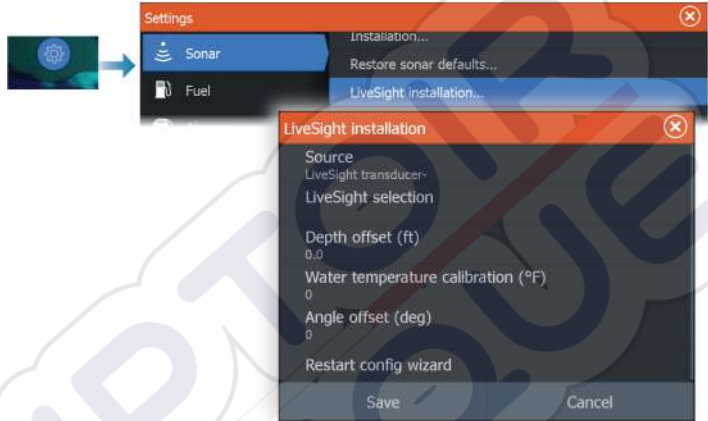 Settings
Sonar
Installation...
Restore sonar defaults...
Fuel
LiveSight installation...
LiveSight installation
Source
LiveSight transducer-
LiveSight selection
Depth offset (ft)
0.0
Water temperature calibration (°F)
0
Angle offset (deg)
0
Restart config wizard
Save Cancel